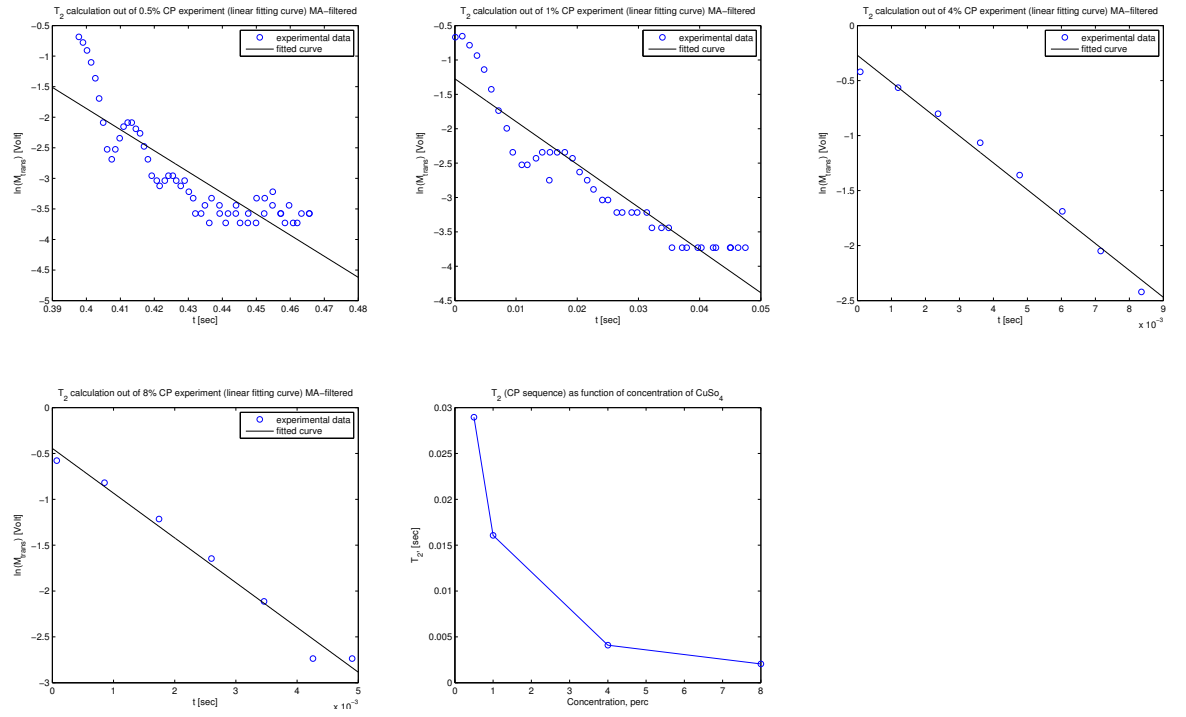 T2 calculation out of 0.5% CP experiment (linear fitting curve) MA−filtered
−0.5
−1
−1.5
−2
−2.5
−3
−3.5
−4
−4.5
−5
ln(Mtrans) [Volt]
experimental data
fitted curve
0.39 0.4 0.41 0.42 0.43 0.44 0.45 0.46 0.47 0.48
t [sec]
T2 calculation out of 1% CP experiment (linear fitting curve) MA−filtered
−0.5
−1
−1.5
−2
−2.5
−3
−3.5
−4
−4.5
ln(Mtrans) [Volt]
experimental data
fitted curve
0 0.01 0.02 0.03 0.04 0.05
t [sec]
T2 calculation out of 4% CP experiment (linear fitting curve) MA−filtered
0
−0.5
−1
−1.5
−2
−2.5
ln(Mtrans) [Volt]
experimental data
fitted curve
0 1 2 3 4 5 6 7 8 9
t [sec]
x 10−3
T2 calculation out of 8% CP experiment (linear fitting curve) MA−filtered
0
−0.5
−1
−1.5
−2
−2.5
−3
ln(Mtrans) [Volt]
experimental data
fitted curve
0 1 2 3 4 5
t [sec]
x 10−3
T2 (CP sequence) as function of concentration of CuSo4
0.03
0.025
0.02
0.015
0.01
0.005
0
T2, [sec]
0 1 2 3 4 5 6 7 8
Concentration, perc